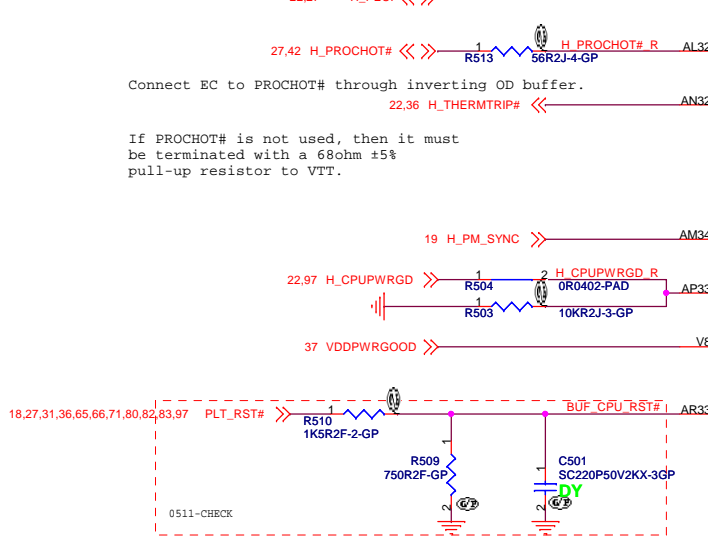 27,42 H_PROCHOT# 1 R513 56R2J-4-GP H_PROCHOT#_R AL32
Connect EC to PROCHOT# through inverting OD buffer.
22,36 H_THERMTRIP# AN32
If PROCHOT# is not used, then it must
be terminated with a 68ohm ±5%
pull-up resistor to VTT.
19 H_PM_SYNC AM34
22,97 H_CPUPWRGD 1 2 H_CPUPWRGD_R
R504 0R0402-PAD AP33
1
R503 10KR2J-3-GP
37 VDDPWRGOOD V8
18,27,31,36,65,66,71,80,82,83,97 PLT_RST# 1 BUF_CPU_RST# AR33
R510
1K5R2F-2-GP
1 1
R509 C501
750R2F-GP SC220P50V2KX-3GP
DY
2 2
0511-CHECK